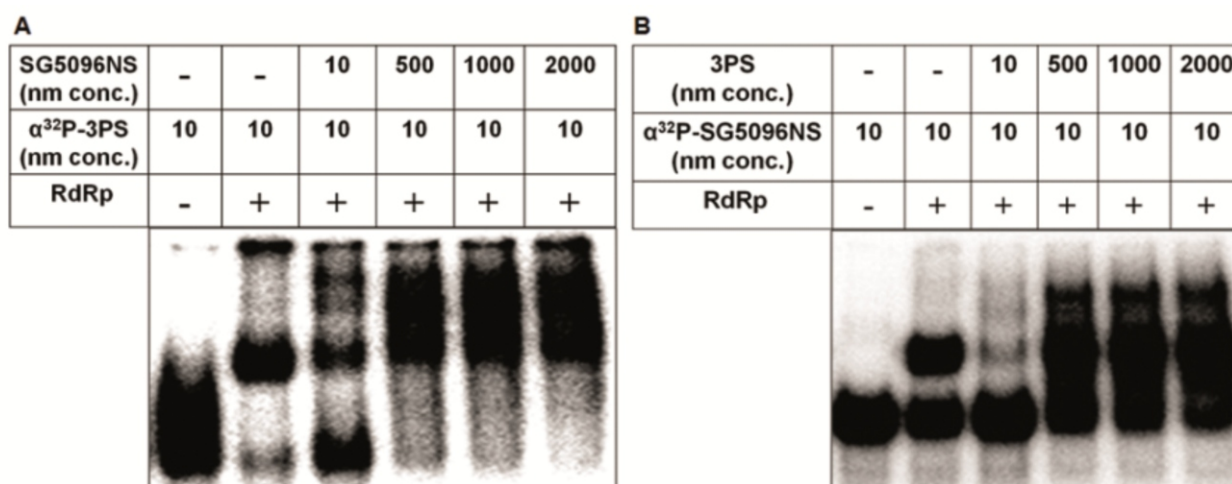 A
SG5096NS - - 10 500 1000 2000
(nm conc.)
α32P-3PS 10 10 10 10 10 10
(nm conc.)
RdRp - + + + + +
B
3PS - - 10 500 1000 2000
(nm conc.)
α32P-SG5096NS 10 10 10 10 10 10
(nm conc.)
RdRp - + + + + +